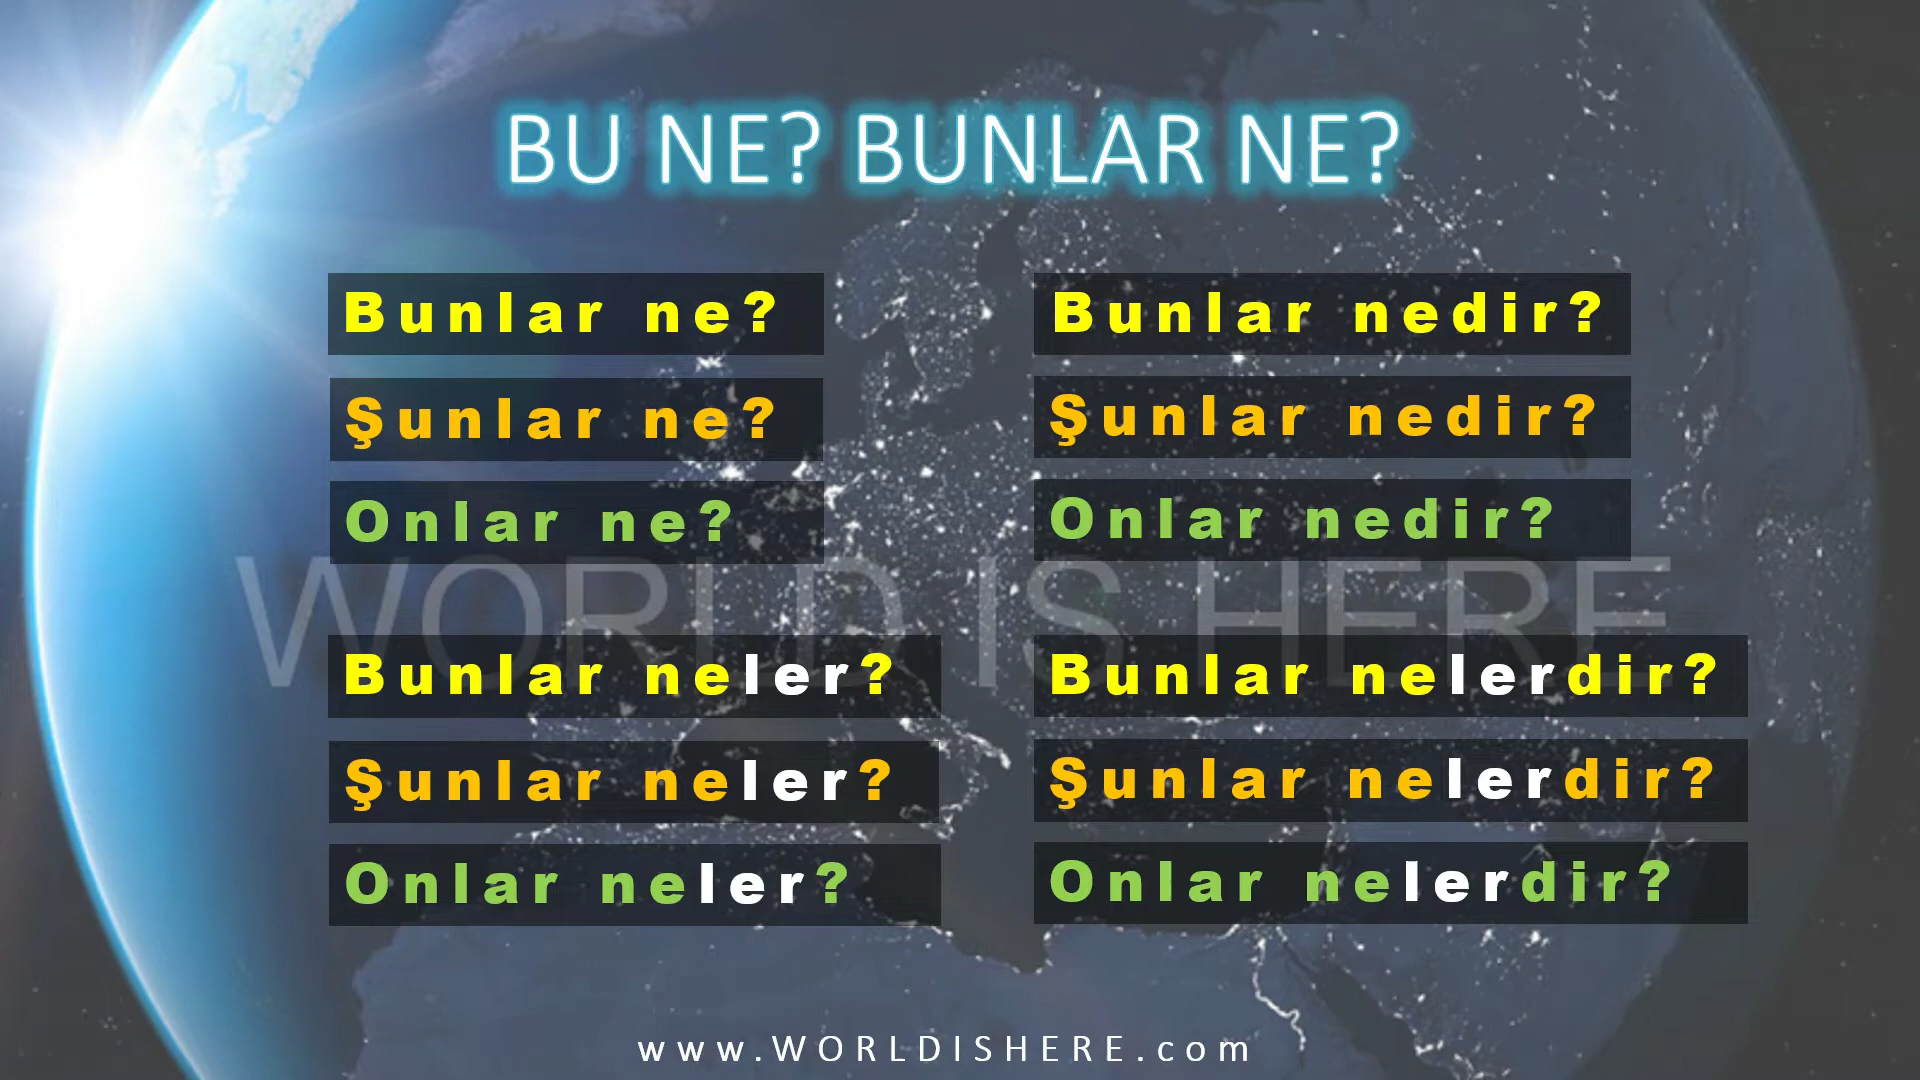 BU NE? BUNLAR NE?
Bunlar ne?
Şunlar ne?
Onlar ne?
Bunlar nedir?
Şunlar nedir?
Onlar nedir?
WORLD IS HERE
Bunlar neler?
Şunlar neler?
Onlar neler?
Bunlar nelerdir?
Şunlar nelerdir?
Onlar nelerdir?
www.WORLDISHERE.com